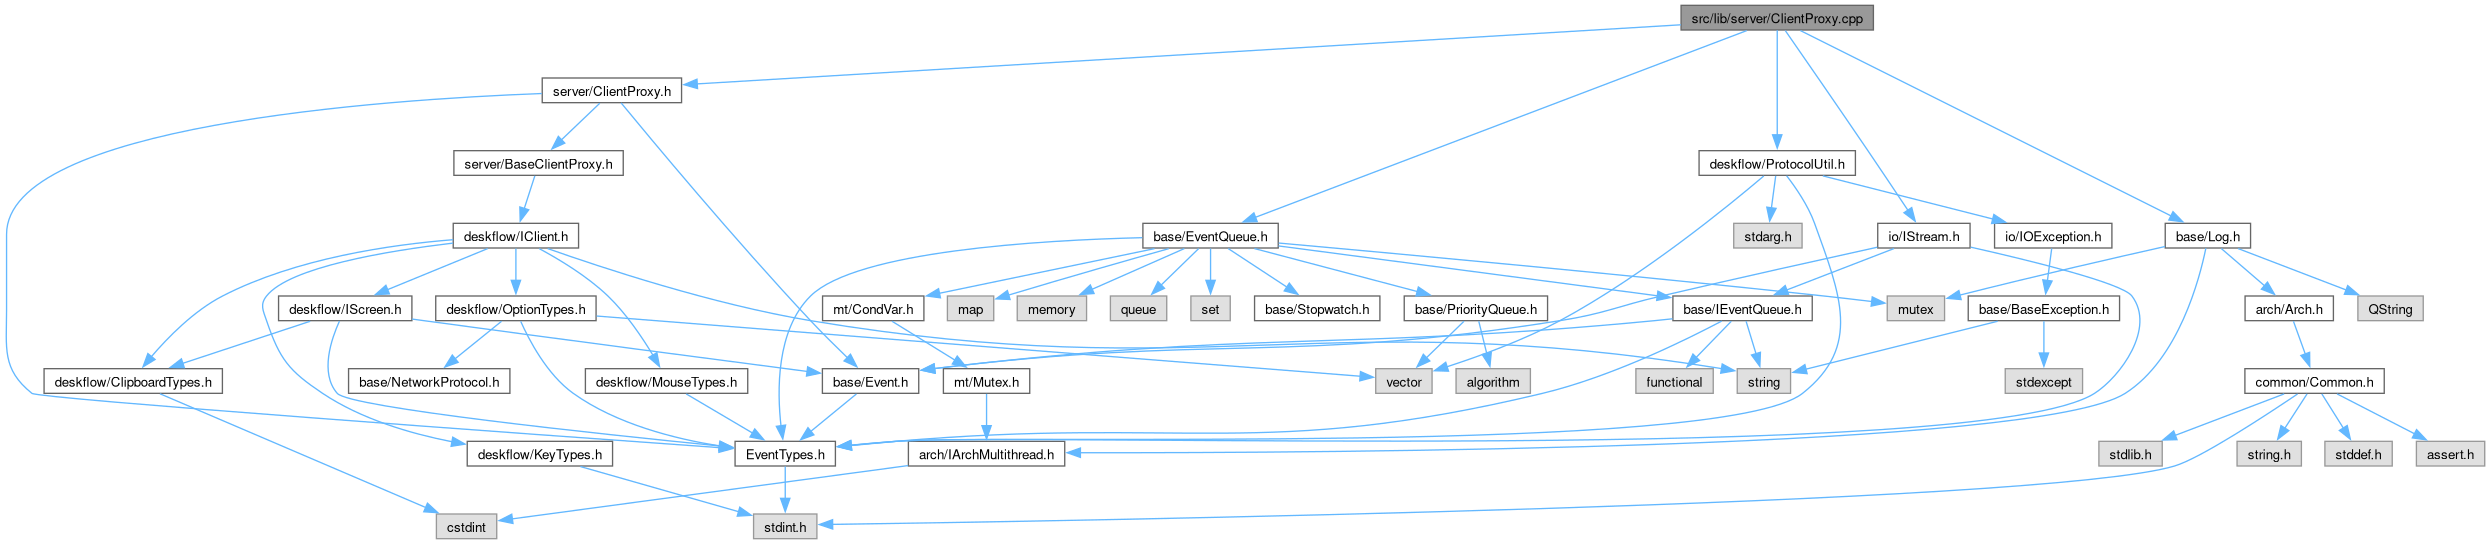 src/lib/server/ClientProxy.cpp
server/ClientProxy.h
server/BaseClientProxy.h
deskflow/ProtocolUtil.h
deskflow/IClient.h
base/EventQueue.h
stdarg.h
io/IStream.h
io/IOException.h
base/Log.h
deskflow/IScreen.h
deskflow/OptionTypes.h
mt/CondVar.h
map
memory
queue
set
base/Stopwatch.h
base/PriorityQueue.h
base/IEventQueue.h
mutex
base/BaseException.h
arch/Arch.h
QString
deskflow/ClipboardTypes.h
base/NetworkProtocol.h
deskflow/MouseTypes.h
base/Event.h
mt/Mutex.h
vector
algorithm
functional
string
stdexcept
common/Common.h
deskflow/KeyTypes.h
EventTypes.h
arch/IArchMultithread.h
stdlib.h
string.h
stddef.h
assert.h
cstdint
stdint.h